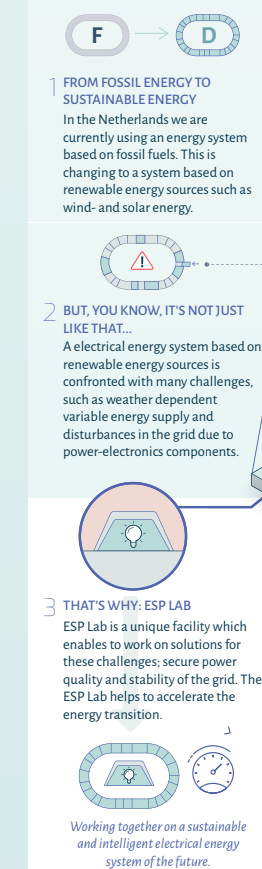 F
D
1 FROM FOSSIL ENERGY TO
SUSTAINABLE ENERGY
In the Netherlands we are
currently using an energy system
based on fossil fuels. This is
changing to a system based on
renewable energy sources such as
wind- and solar energy.
2 BUT, YOU KNOW, IT'S NOT JUST
LIKE THAT...
A electrical energy system based on
renewable energy sources is
confronted with many challenges,
such as weather dependent
variable energy supply and
disturbances in the grid due to
power-electronics components.
3 THAT'S WHY: ESP LAB
ESP Lab is a unique facility which
enables to work on solutions for
these challenges; secure power
quality and stability of the grid. The
ESP Lab helps to accelerate the
energy transition.
Working together on a sustainable
and intelligent electrical energy
system of the future.